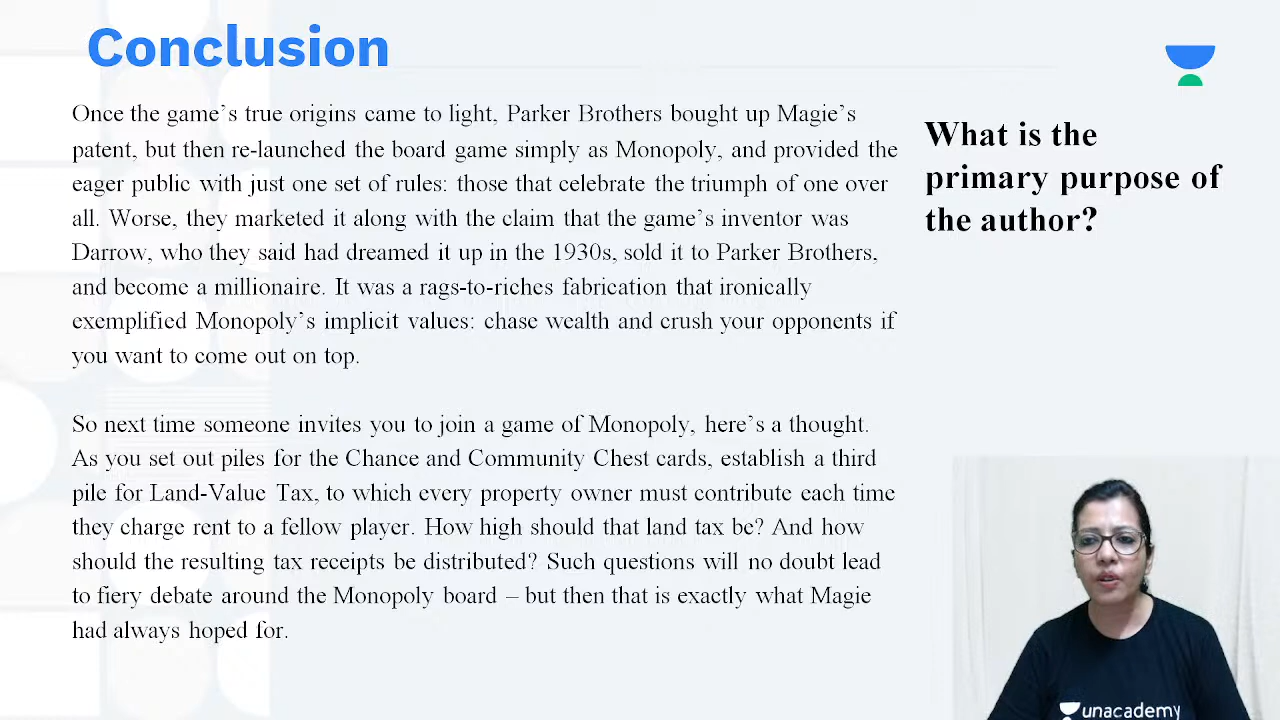 Conclusion
Once the game's true origins came to light, Parker Brothers bought up Magie's
patent, but then re-launched the board game simply as Monopoly, and provided the
eager public with just one set of rules: those that celebrate the triumph of one over
all. Worse, they marketed it along with the claim that the game's inventor was
Darrow, who they said had dreamed it up in the 1930s, sold it to Parker Brothers,
and become a millionaire. It was a rags-to-riches fabrication that ironically
exemplified Monopoly's implicit values: chase wealth and crush your opponents if
you want to come out on top.
So next time someone invites you to join a game of Monopoly, here's a thought.
As you set out piles for the Chance and Community Chest cards, establish a third
pile for Land-Value Tax, to which every property owner must contribute each time
they charge rent to a fellow player. How high should that land tax be? And how
should the resulting tax receipts be distributed? Such questions will no doubt lead
to fiery debate around the Monopoly board – but then that is exactly what Magie
had always hoped for.
What is the
primary purpose of
the author?
unacademy